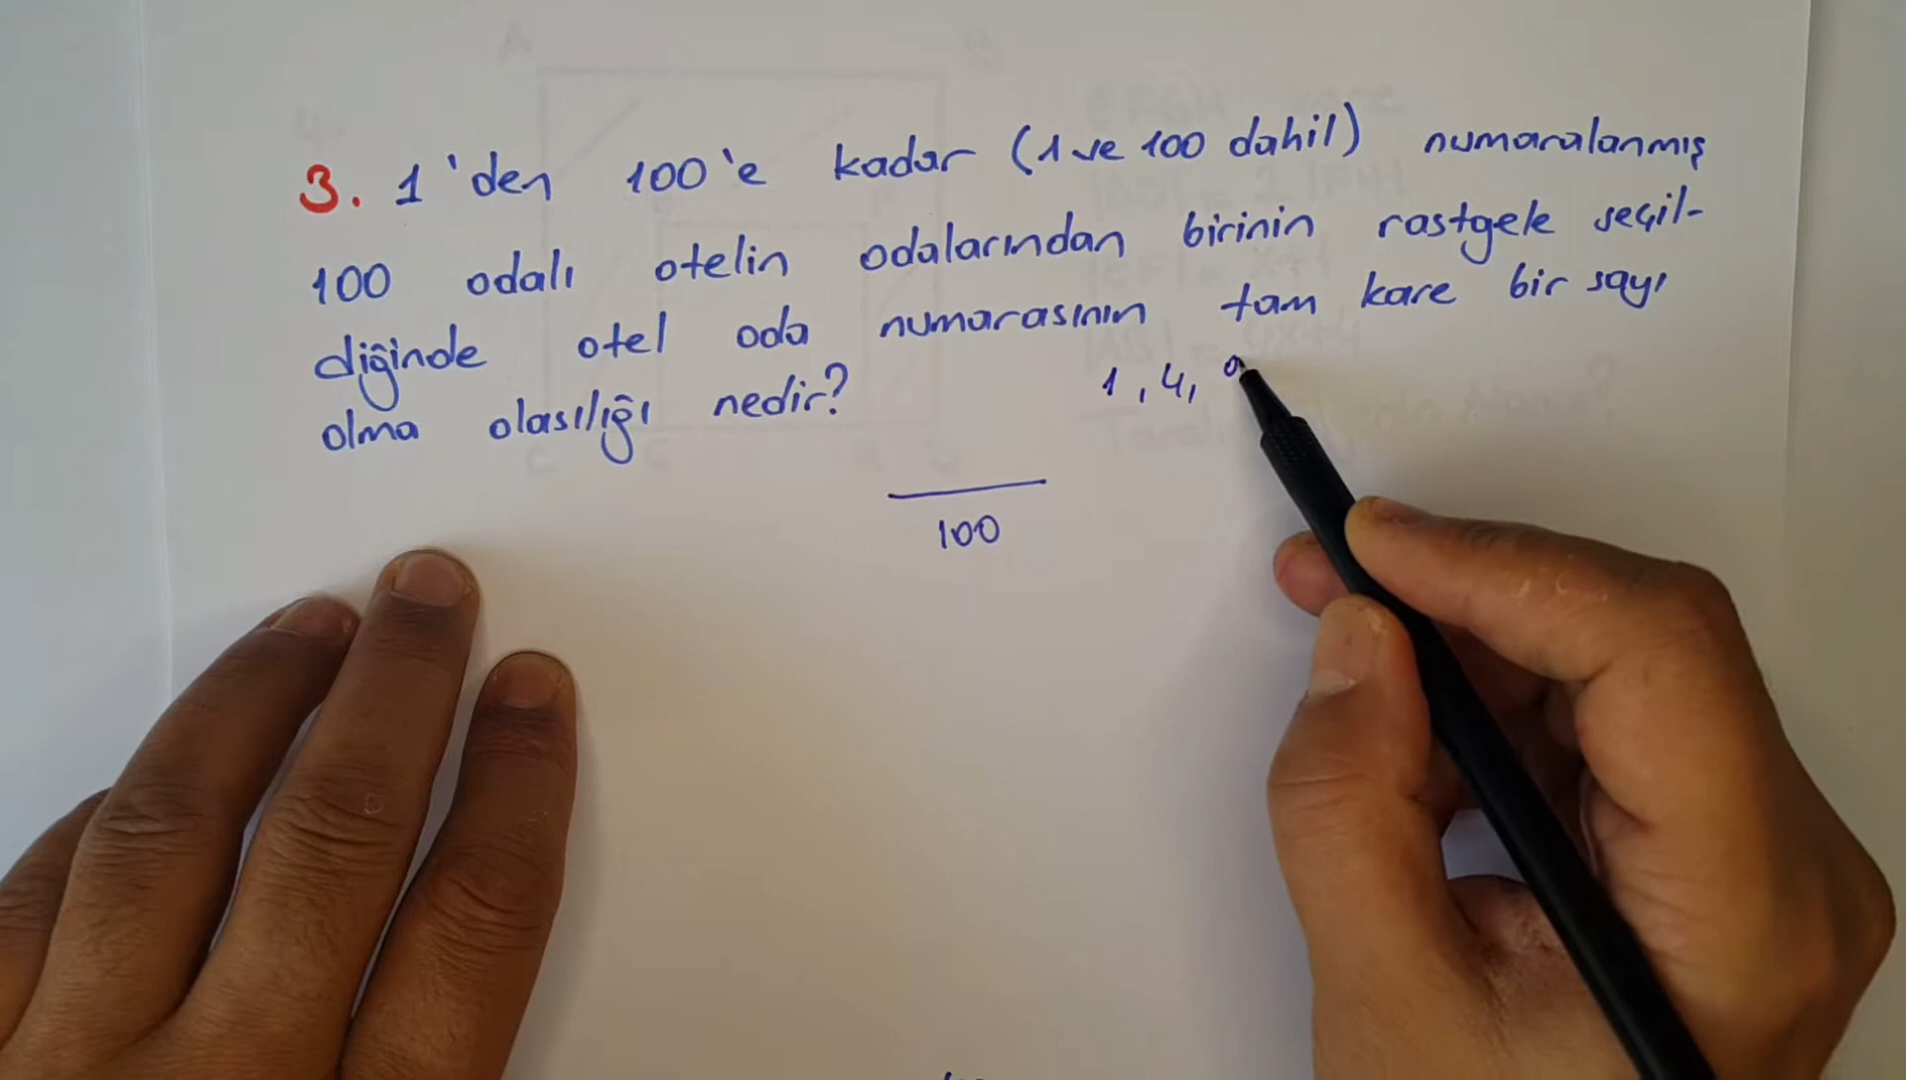 3. 1'den 100'e kadar (1 ve 100 dahil) numaralanmış
100 odalı otelin odalarından birinin rastgele seçil-
diğinde otel oda numarasının tam kare bir sayı
olma olasılığı nedir? 1, 4, 9
100